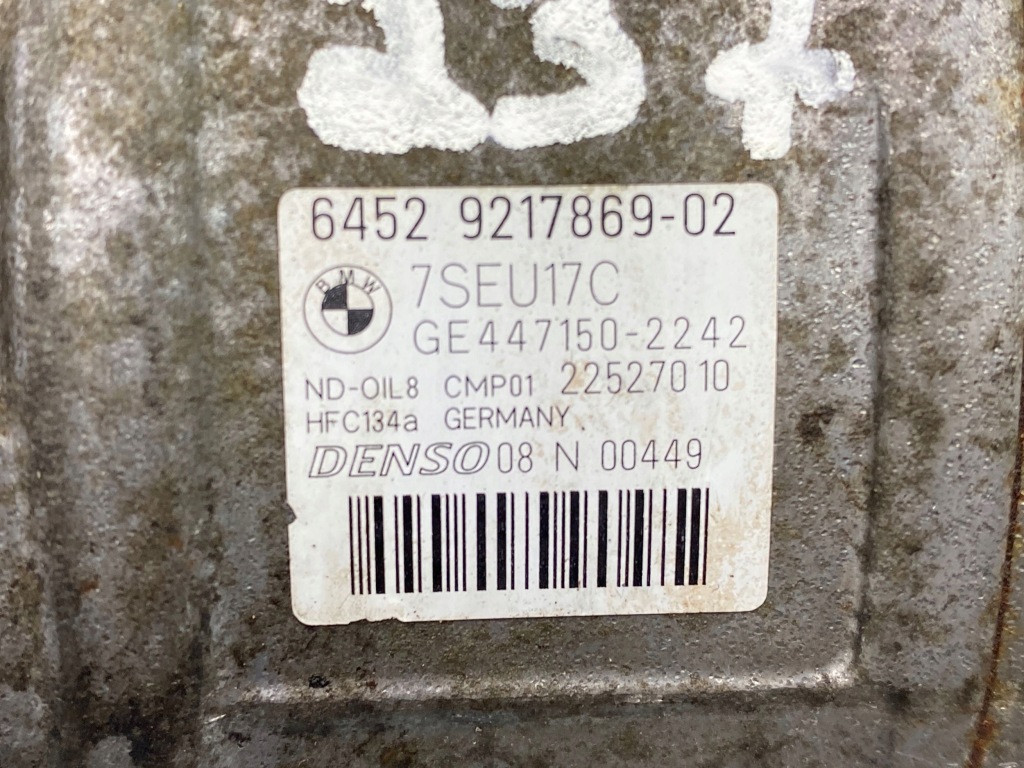 6452 9217869-02
BMW
7SEU17C
GE447150-2242
ND-OIL8 CMP01 22527010
HFC134a GERMANY
DENSO 08 N 00449